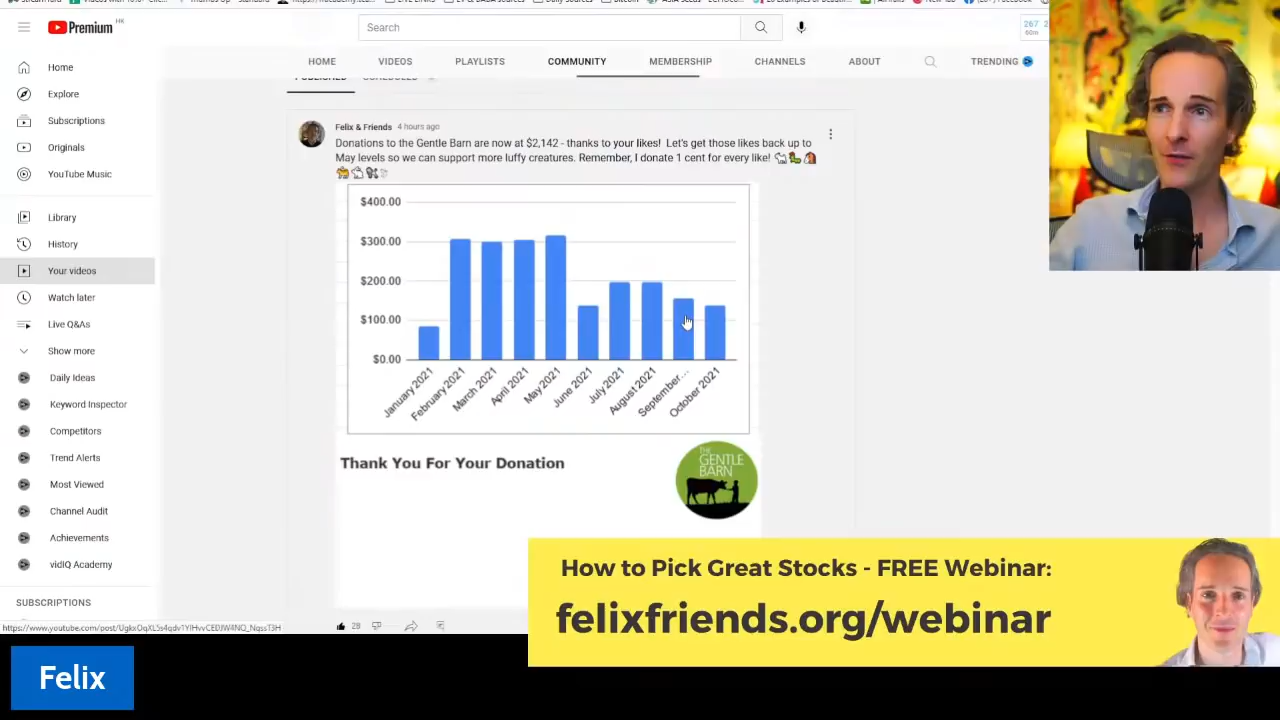 Premium HK
Search
HOME VIDEOS PLAYLISTS COMMUNITY MEMBERSHIP CHANNELS ABOUT TRENDING
PUBLISHED SCHEDULED
Home
Explore
Subscriptions
Originals
YouTube Music
Library
History
Your videos
Watch later
Live Q&As
Show more
Daily Ideas
Keyword Inspector
Competitors
Trend Alerts
Most Viewed
Channel Audit
Achievements
vidIQ Academy
SUBSCRIPTIONS
Felix & Friends 4 hours ago
Donations to the Gentle Barn are now at $2,142 - thanks to your likes! Let's get those likes back up to
May levels so we can support more luffy creatures. Remember, I donate 1 cent for every like!
$400.00
$300.00
$200.00
$100.00
$0.00
January 2021
February 2021
March 2021
April 2021
May 2021
June 2021
July 2021
August 2021
September...
October 2021
Thank You For Your Donation
THE
GENTLE
BARN
28
How to Pick Great Stocks - FREE Webinar:
felixfriends.org/webinar
Felix